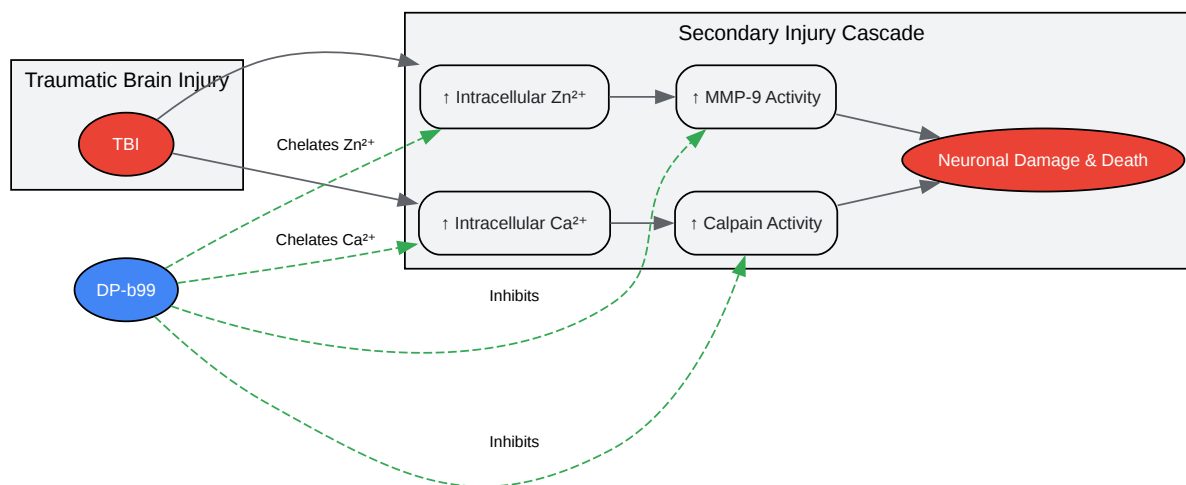 Secondary Injury Cascade
Traumatic Brain Injury
↑ Intracellular Zn²⁺
↑ MMP-9 Activity
TBI
Chelates Zn²⁺
Neuronal Damage & Death
↑ Intracellular Ca²⁺
↑ Calpain Activity
Chelates Ca²⁺
DP-b99
Inhibits
Inhibits